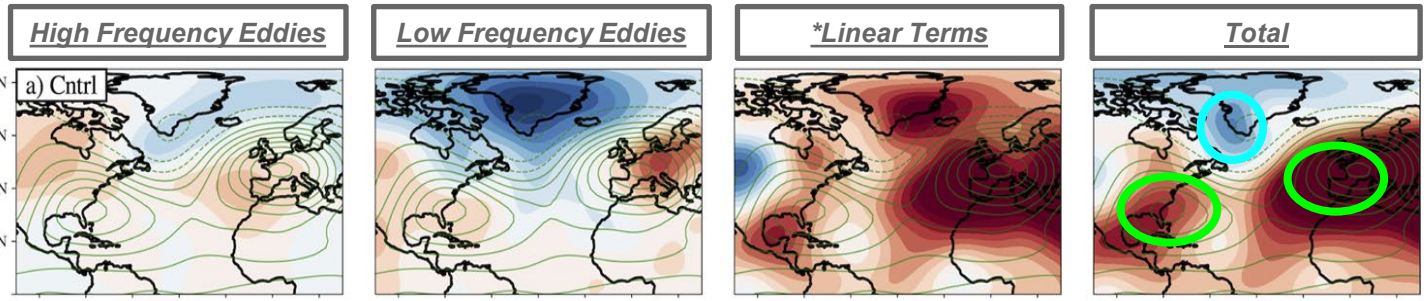 High Frequency Eddies
Low Frequency Eddies
*Linear Terms
Total
a) Cntrl
N
N
N
N